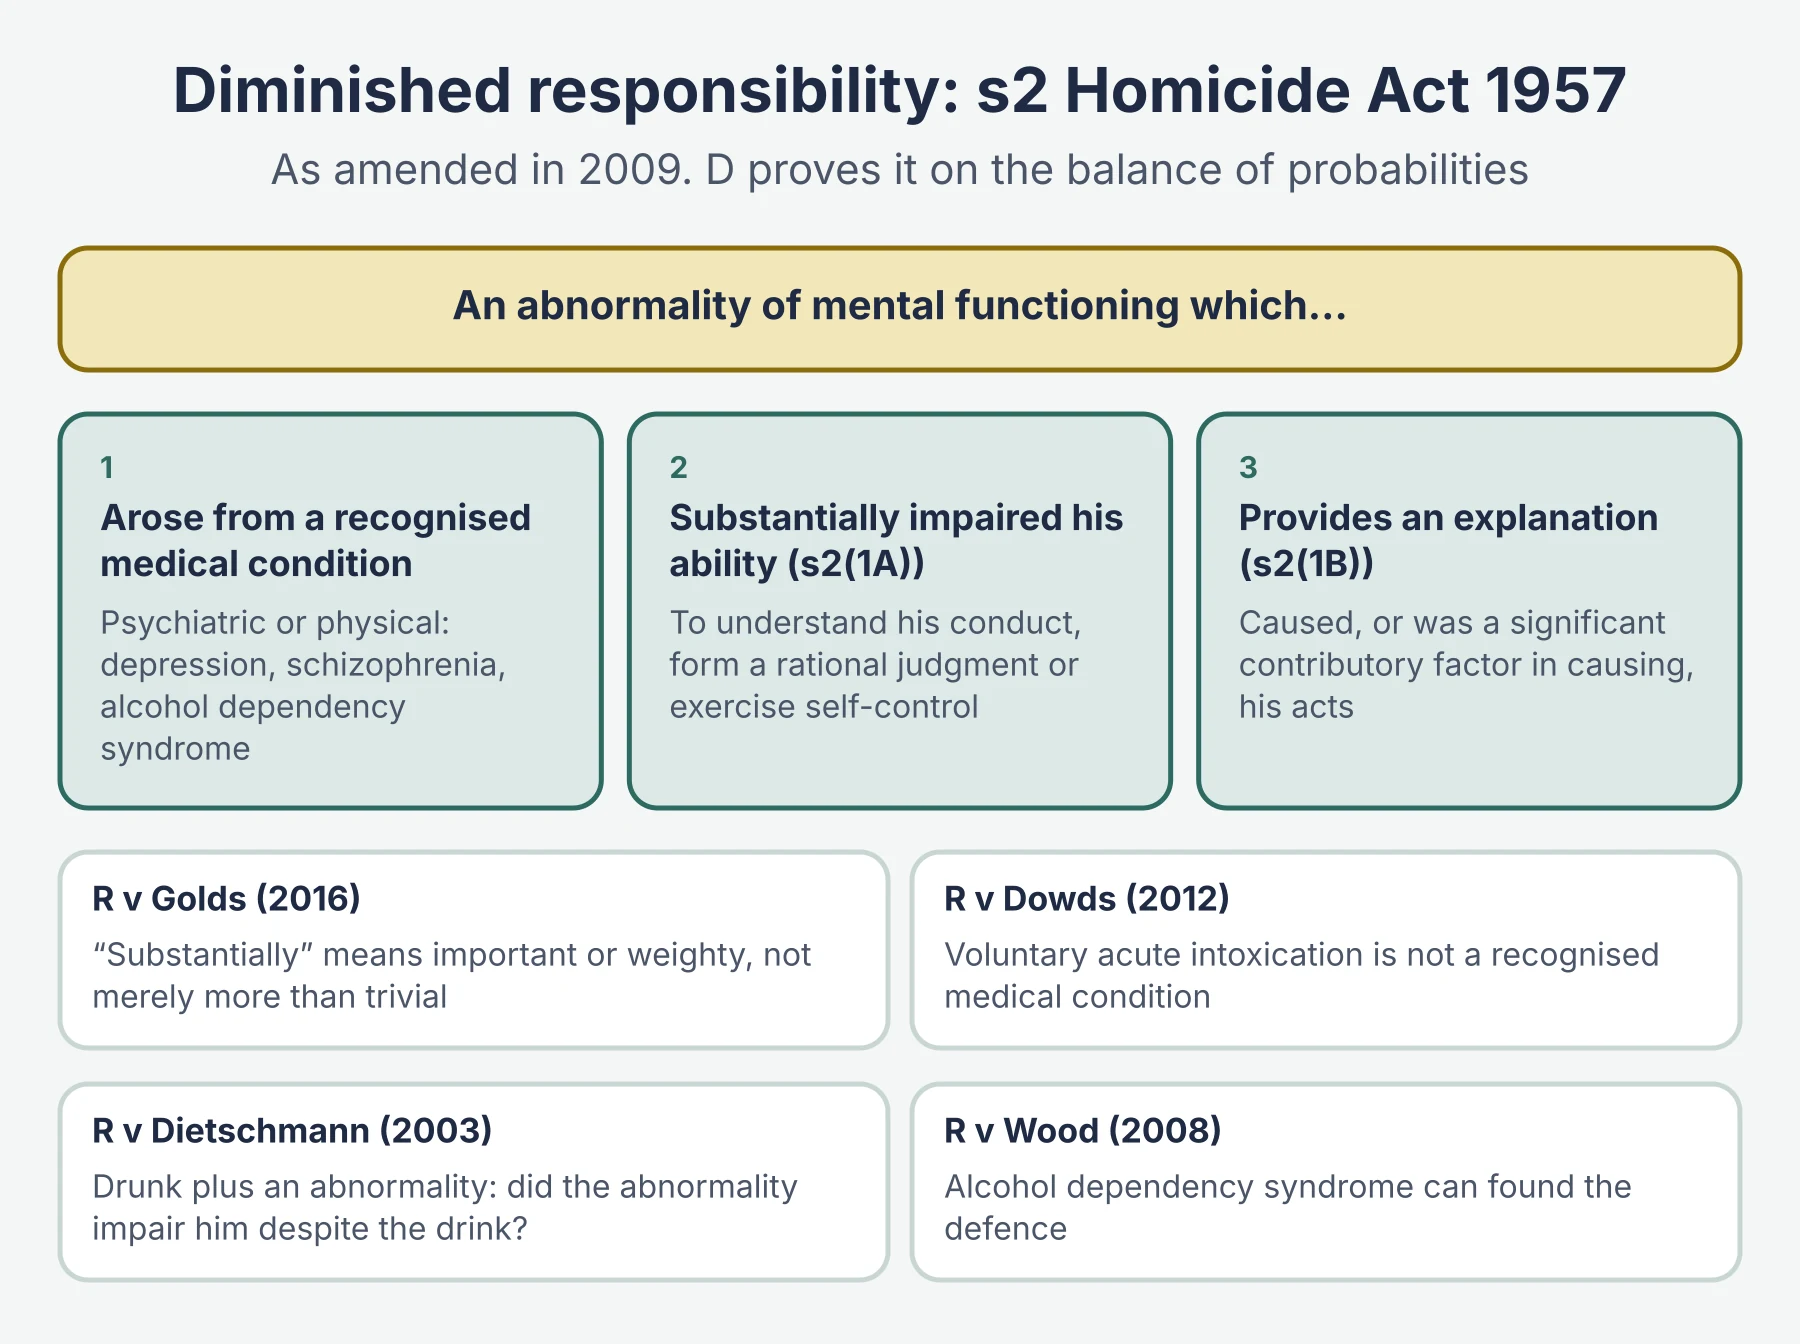 Diminished responsibility: s2 Homicide Act 1957
As amended in 2009. D proves it on the balance of probabilities
An abnormality of mental functioning which…
1
Arose from a recognised
medical condition
Psychiatric or physical:
depression, schizophrenia,
alcohol dependency
syndrome
2
Substantially impaired his
ability (s2(1A))
To understand his conduct,
form a rational judgment or
exercise self-control
3
Provides an explanation
(s2(1B))
Caused, or was a significant
contributory factor in causing,
his acts
R v Golds (2016)
“Substantially” means important or weighty, not
merely more than trivial
R v Dowds (2012)
Voluntary acute intoxication is not a recognised
medical condition
R v Dietschmann (2003)
Drunk plus an abnormality: did the abnormality
impair him despite the drink?
R v Wood (2008)
Alcohol dependency syndrome can found the
defence